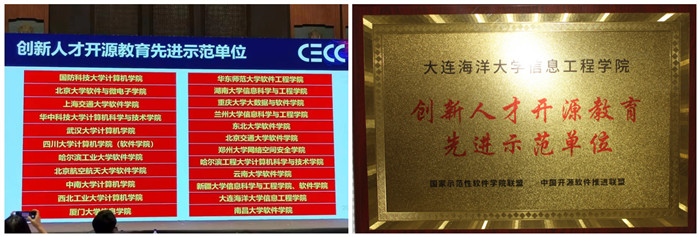 创新人才开源教育先进示范单位
CECC
国防科技大学计算机学院
北京大学软件与微电子学院
上海交通大学软件学院
华中科技大学计算机科学与技术学院
武汉大学计算机学院
四川大学计算机学院（软件学院）
哈尔滨工业大学软件学院
北京航空航天大学软件学院
中南大学计算机学院
西北工业大学计算机学院
厦门大学信息学院
华东师范大学软件工程学院
湖南大学信息科学与工程学院
重庆大学大数据与软件学院
兰州大学信息科学与工程学院
东北大学软件学院
北京交通大学软件学院
郑州大学网络空间安全学院
哈尔滨工程大学计算机科学与技术学院
云南大学软件学院
新疆大学信息科学与工程学院、软件学院
大连海洋大学信息工程学院
南昌大学软件学院
大连海洋大学信息工程学院
创新人才开源教育
先进示范单位
国家示范性软件学院联盟 中国开源软件推进联盟